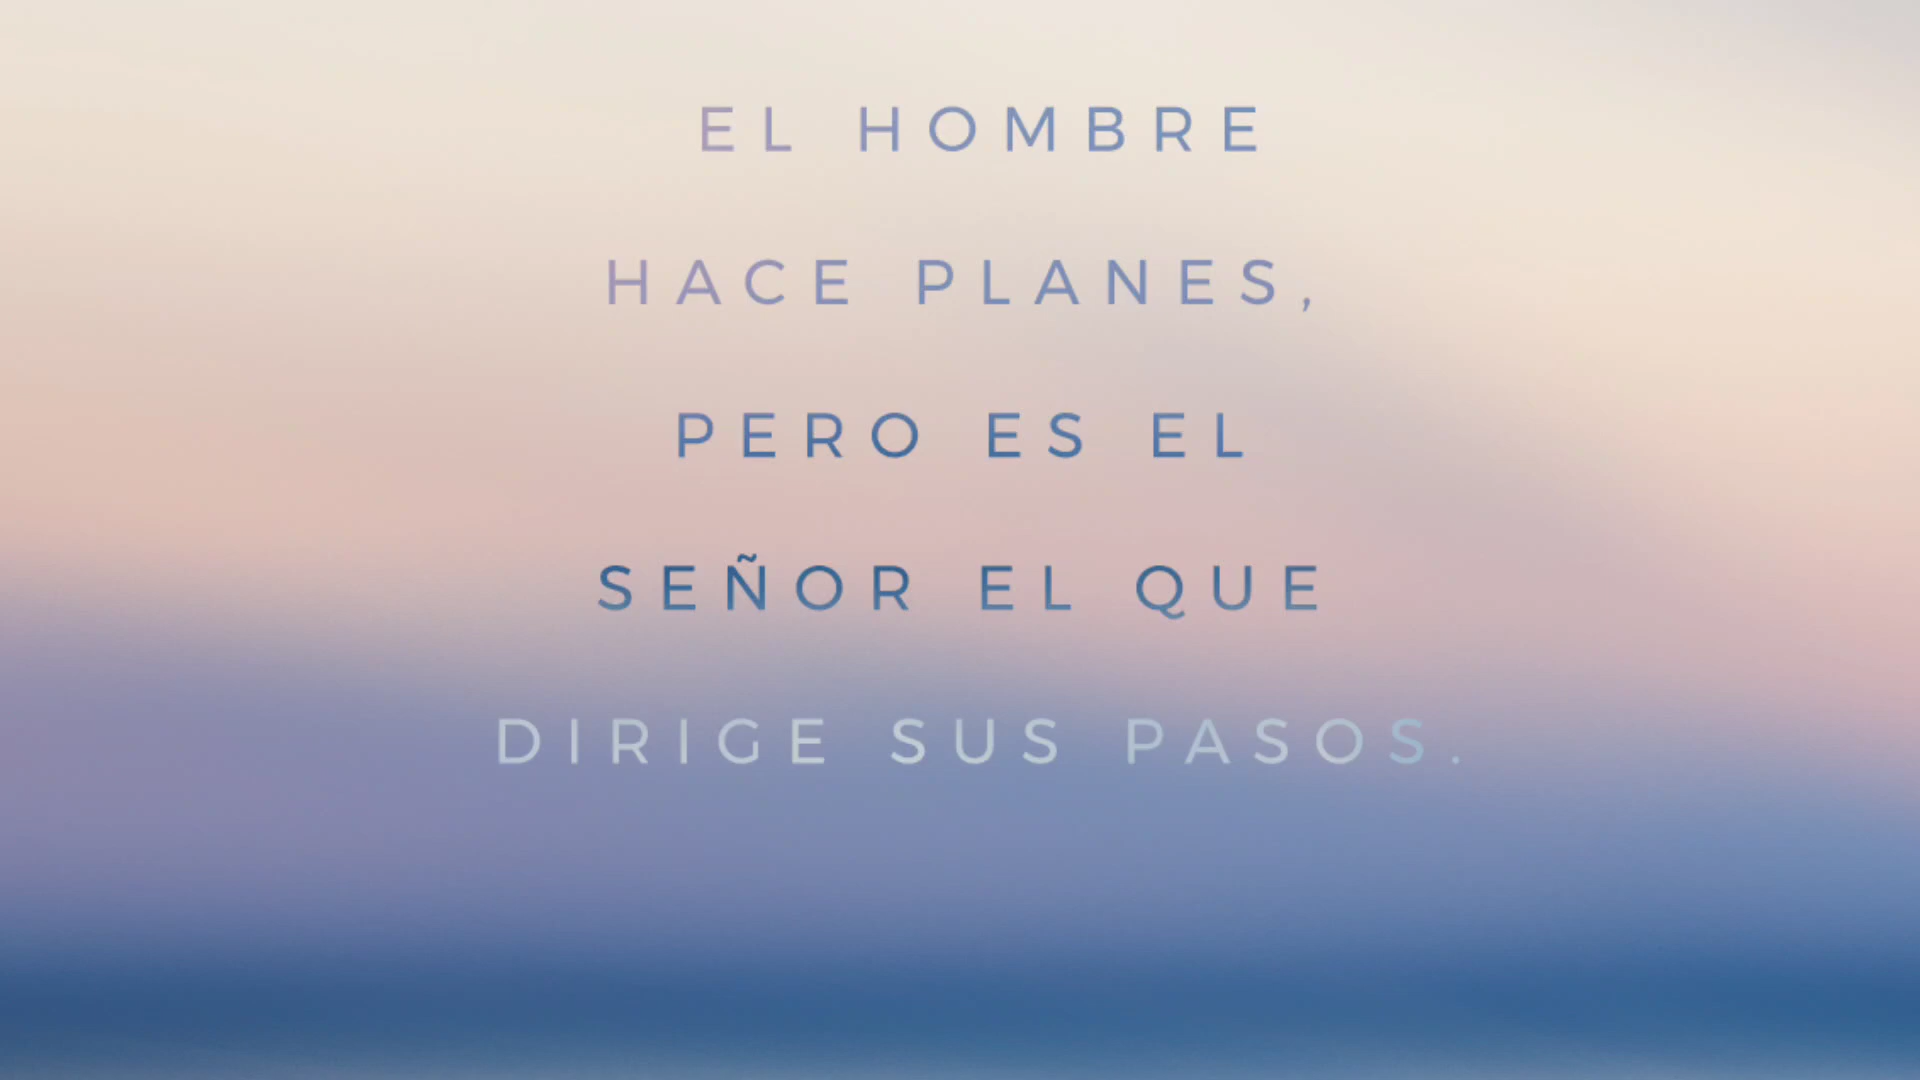 EL HOMBRE
HACE PLANES,
PERO ES EL
SEÑOR EL QUE
DIRIGE SUS PASOS.